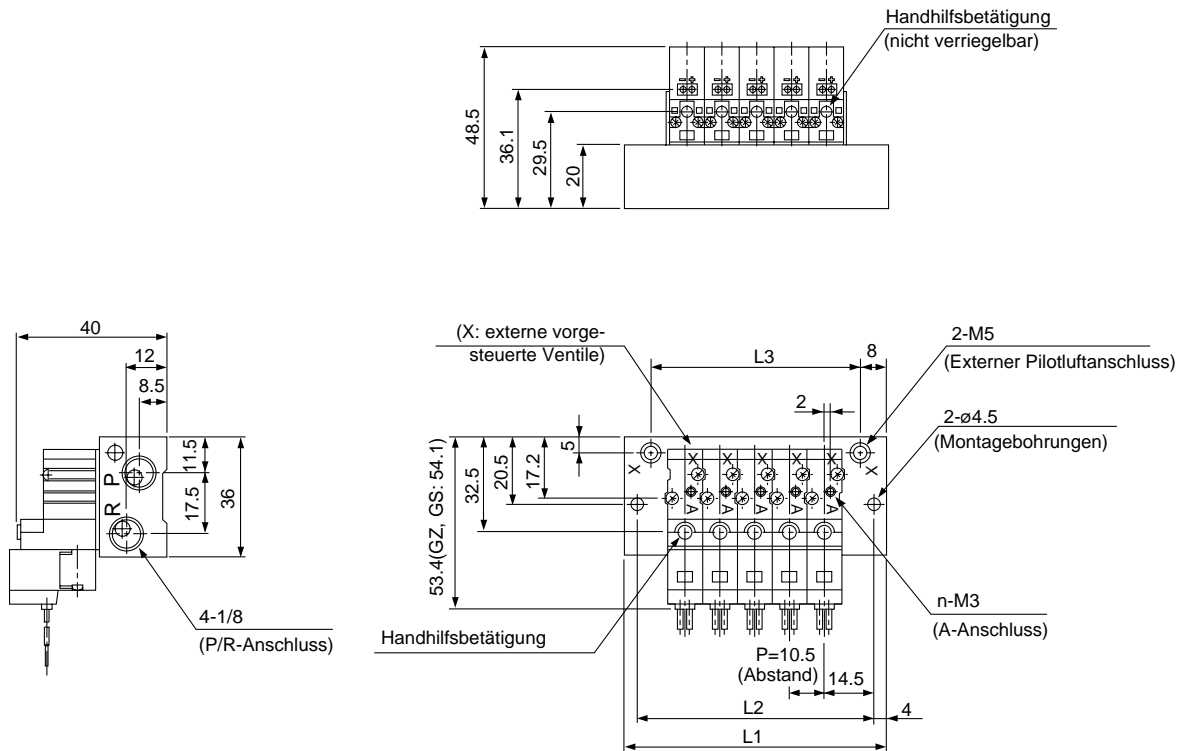 Handhilfsbetätigung
(nicht verriegelbar)
48.5
36.1
29.5
20
- + - + - + - + - +
40
12
8.5
11.5
17.5
36
P
R
4-1/8
(P/R-Anschluss)
(X: externe vorge-
steuerte Ventile)
L3
8
2-M5
(Externer Pilotluftanschluss)
2
2-ø4.5
(Montagebohrungen)
5
17.2
20.5
32.5
53.4(GZ, GS: 54.1)
X X X X X X X
A A A A A
n-M3
(A-Anschluss)
Handhilfsbetätigung
P=10.5
(Abstand)
14.5
L2
4
L1